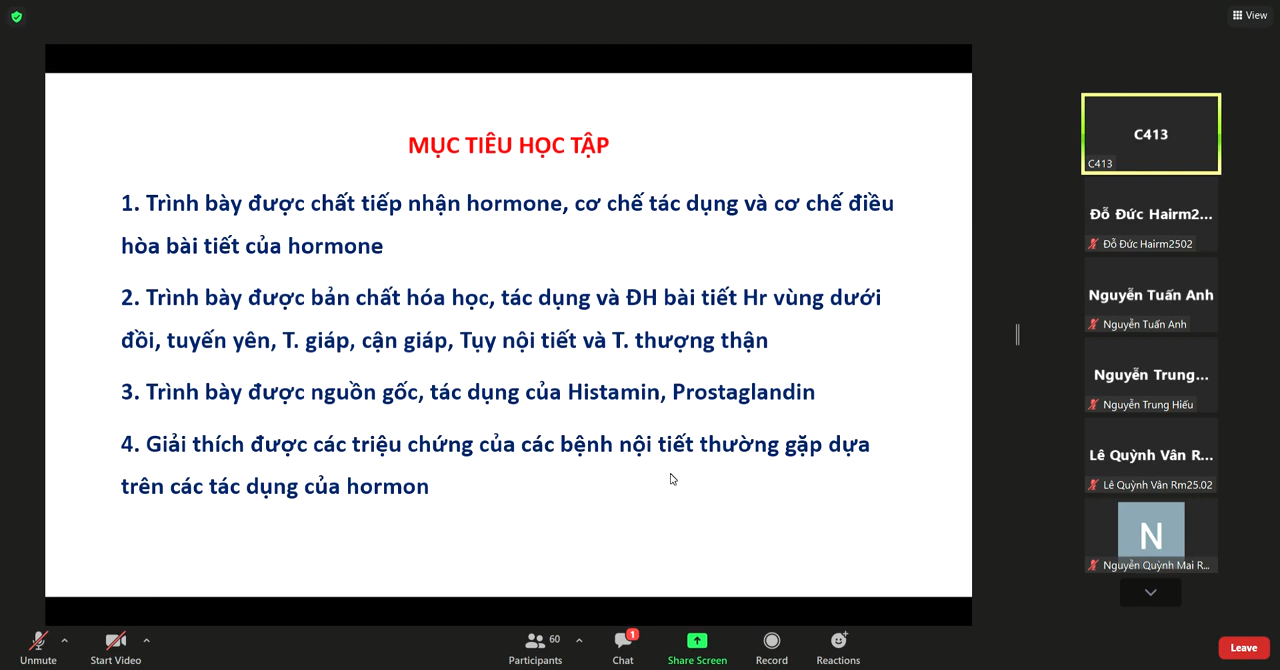 View
MỤC TIÊU HỌC TẬP
1. Trình bày được chất tiếp nhận hormone, cơ chế tác dụng và cơ chế điều
hòa bài tiết của hormone
2. Trình bày được bản chất hóa học, tác dụng và ĐH bài tiết Hr vùng dưới
đồi, tuyến yên, T. giáp, cận giáp, Tụy nội tiết và T. thượng thận
3. Trình bày được nguồn gốc, tác dụng của Histamin, Prostaglandin
4. Giải thích được các triệu chứng của các bệnh nội tiết thường gặp dựa
trên các tác dụng của hormon
C413
C413
Đỗ Đức Hairm2...
Đỗ Đức Hairm2502
Nguyễn Tuấn Anh
Nguyễn Tuấn Anh
Nguyễn Trung...
Nguyễn Trung Hiếu
Lê Quỳnh Vân R...
Lê Quỳnh Vân Rm25.02
N
Nguyễn Quỳnh Mai R...
Unmute
Start Video
60
Participants
1
Chat
Share Screen
Record
Reactions
Leave